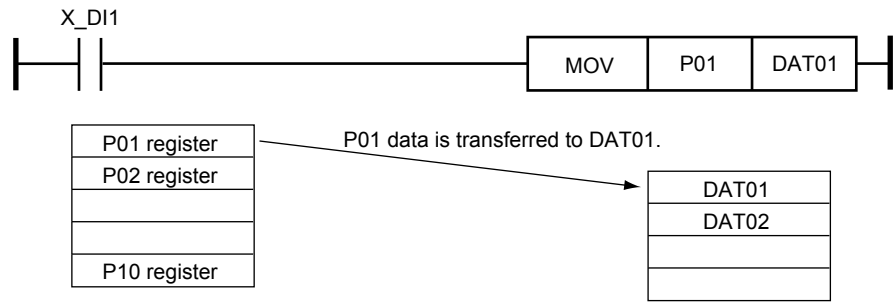 X_DI1
MOV P01 DAT01
P01 register
P02 register
P10 register
P01 data is transferred to DAT01.
DAT01
DAT02